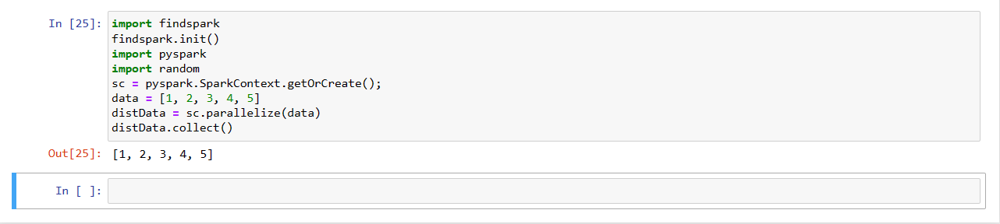 In [25]: import findspark
findspark.init()
import pyspark
import random
sc = pyspark.SparkContext.getOrCreate();
data = [1, 2, 3, 4, 5]
distData = sc.parallelize(data)
distData.collect()
Out[25]: [1, 2, 3, 4, 5]
In [ ]: